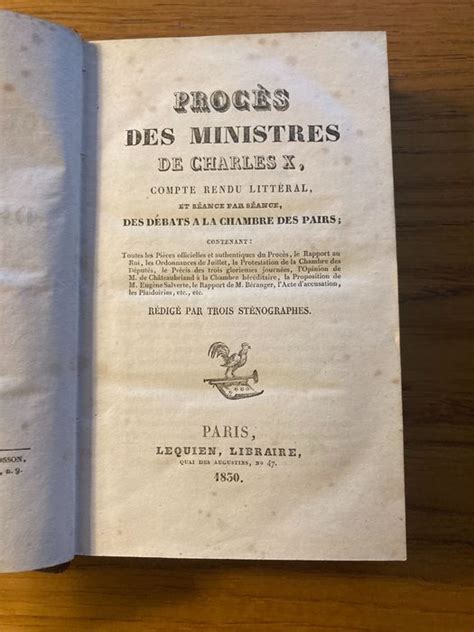 PROCÈS
DES MINISTRES
DE CHARLES X,
COMPTE RENDU LITTÉRAL,
ET SÉANCE PAR SÉANCE,
DES DÉBATS A LA CHAMBRE DES PAIRS;
CONTENANT:
Toutes les Pièces officielles et authentiques du Procès, le Rapport au
Roi, les Ordonnances de Juillet, la Protestation de la Chambre des
Députés, le Précis des trois glorieuses journées, l'Opinion de
M. de Châteaubriand à la Chambre héréditaire, la Proposition de
M. Eugène Salverte, le Rapport de M. Béranger, l'Acte d'accusation,
les Plaidoiries, etc., etc.
RÉDIGÉ PAR TROIS STÉNOGRAPHES.
PARIS,
LEQUIEN, LIBRAIRE,
QUAI DES AUGUSTINS, NO 47.
1830.
OSSON,
, n. 9.